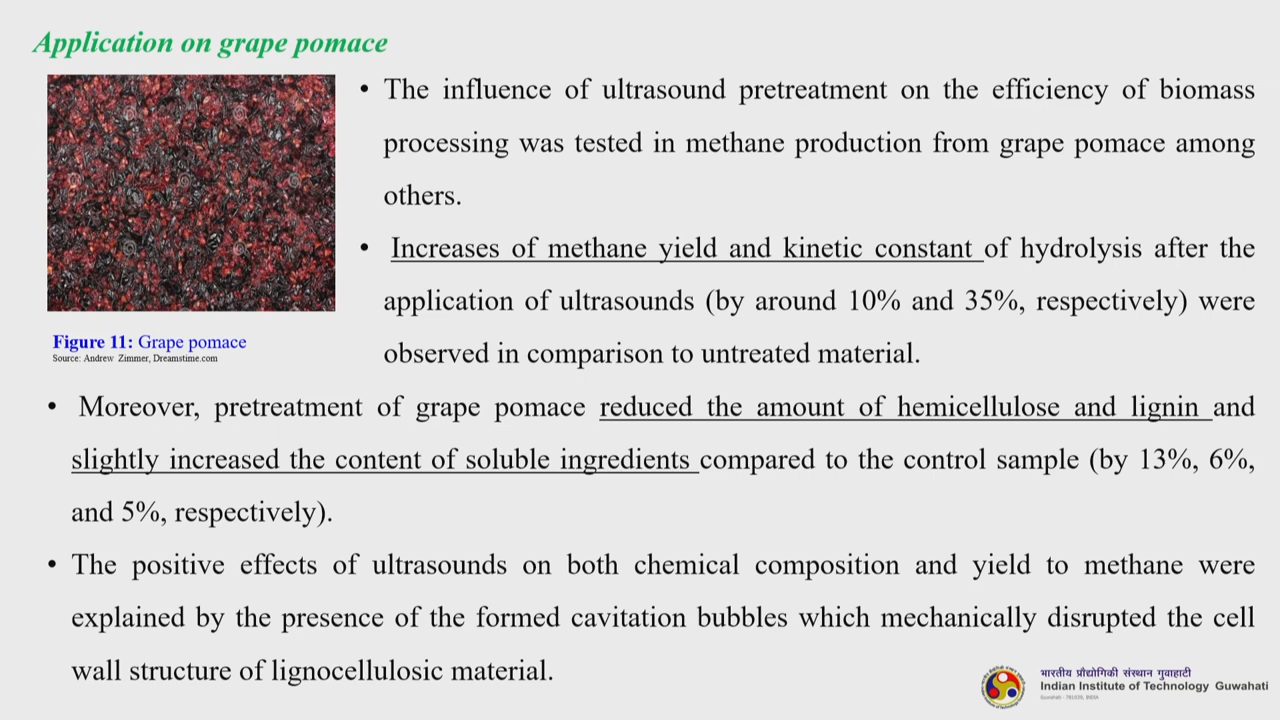 Application on grape pomace
• The influence of ultrasound pretreatment on the efficiency of biomass
processing was tested in methane production from grape pomace among
others.
• Increases of methane yield and kinetic constant of hydrolysis after the
application of ultrasounds (by around 10% and 35%, respectively) were
observed in comparison to untreated material.
Figure 11: Grape pomace
Source: Andrew Zimmer, Dreamstime.com
• Moreover, pretreatment of grape pomace reduced the amount of hemicellulose and lignin and
slightly increased the content of soluble ingredients compared to the control sample (by 13%, 6%,
and 5%, respectively).
• The positive effects of ultrasounds on both chemical composition and yield to methane were
explained by the presence of the formed cavitation bubbles which mechanically disrupted the cell
wall structure of lignocellulosic material.
भारतीय प्रौद्योगिकी संस्थान गुवाहाटी
Indian Institute of Technology Guwahati
Guwahati - 781039, INDIA